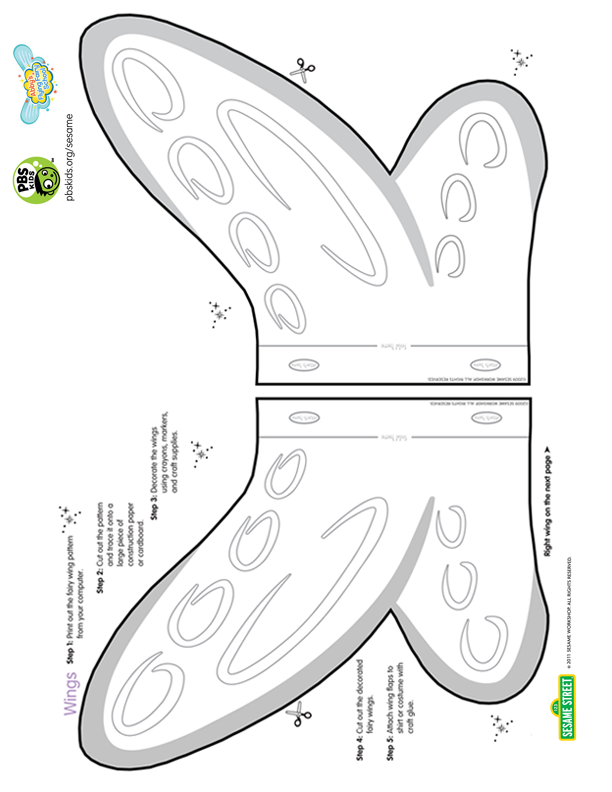 Wings
Step 1: Print out the fairy wing pattern
from your computer.
Step 2: Cut out the pattern
and trace it onto a
large piece of
construction paper
or cardboard.
Step 3: Decorate the wings
using crayons, markers,
and craft supplies.
Step 4: Cut out the decorated
fairy wings.
Step 5: Attach wing flaps to
shirt or costume with
craft glue.
Right wing on the next page
© 2011 SESAME WORKSHOP. ALL RIGHTS RESERVED.
123
SESAME STREET
Abby's
Flying Fairy
School
PBS
KIDS
pbskids.org/sesame
fold here
©2009 SESAME WORKSHOP. ALL RIGHTS RESERVED.
fold here
©2009 SESAME WORKSHOP. ALL RIGHTS RESERVED.